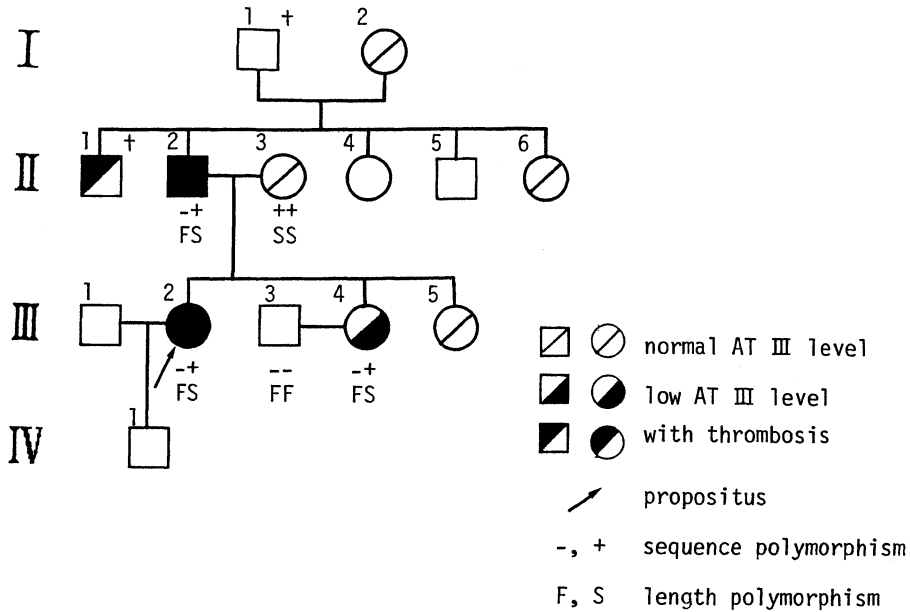 1 † 2
I
1 † 2 3 4 5 6
II
-+ ++
FS SS
1 2 3 4 5
III
-+ -- -+
FS FF FS
1
IV
normal AT III level
low AT III level
with thrombosis
propositus
-, + sequence polymorphism
F, S length polymorphism